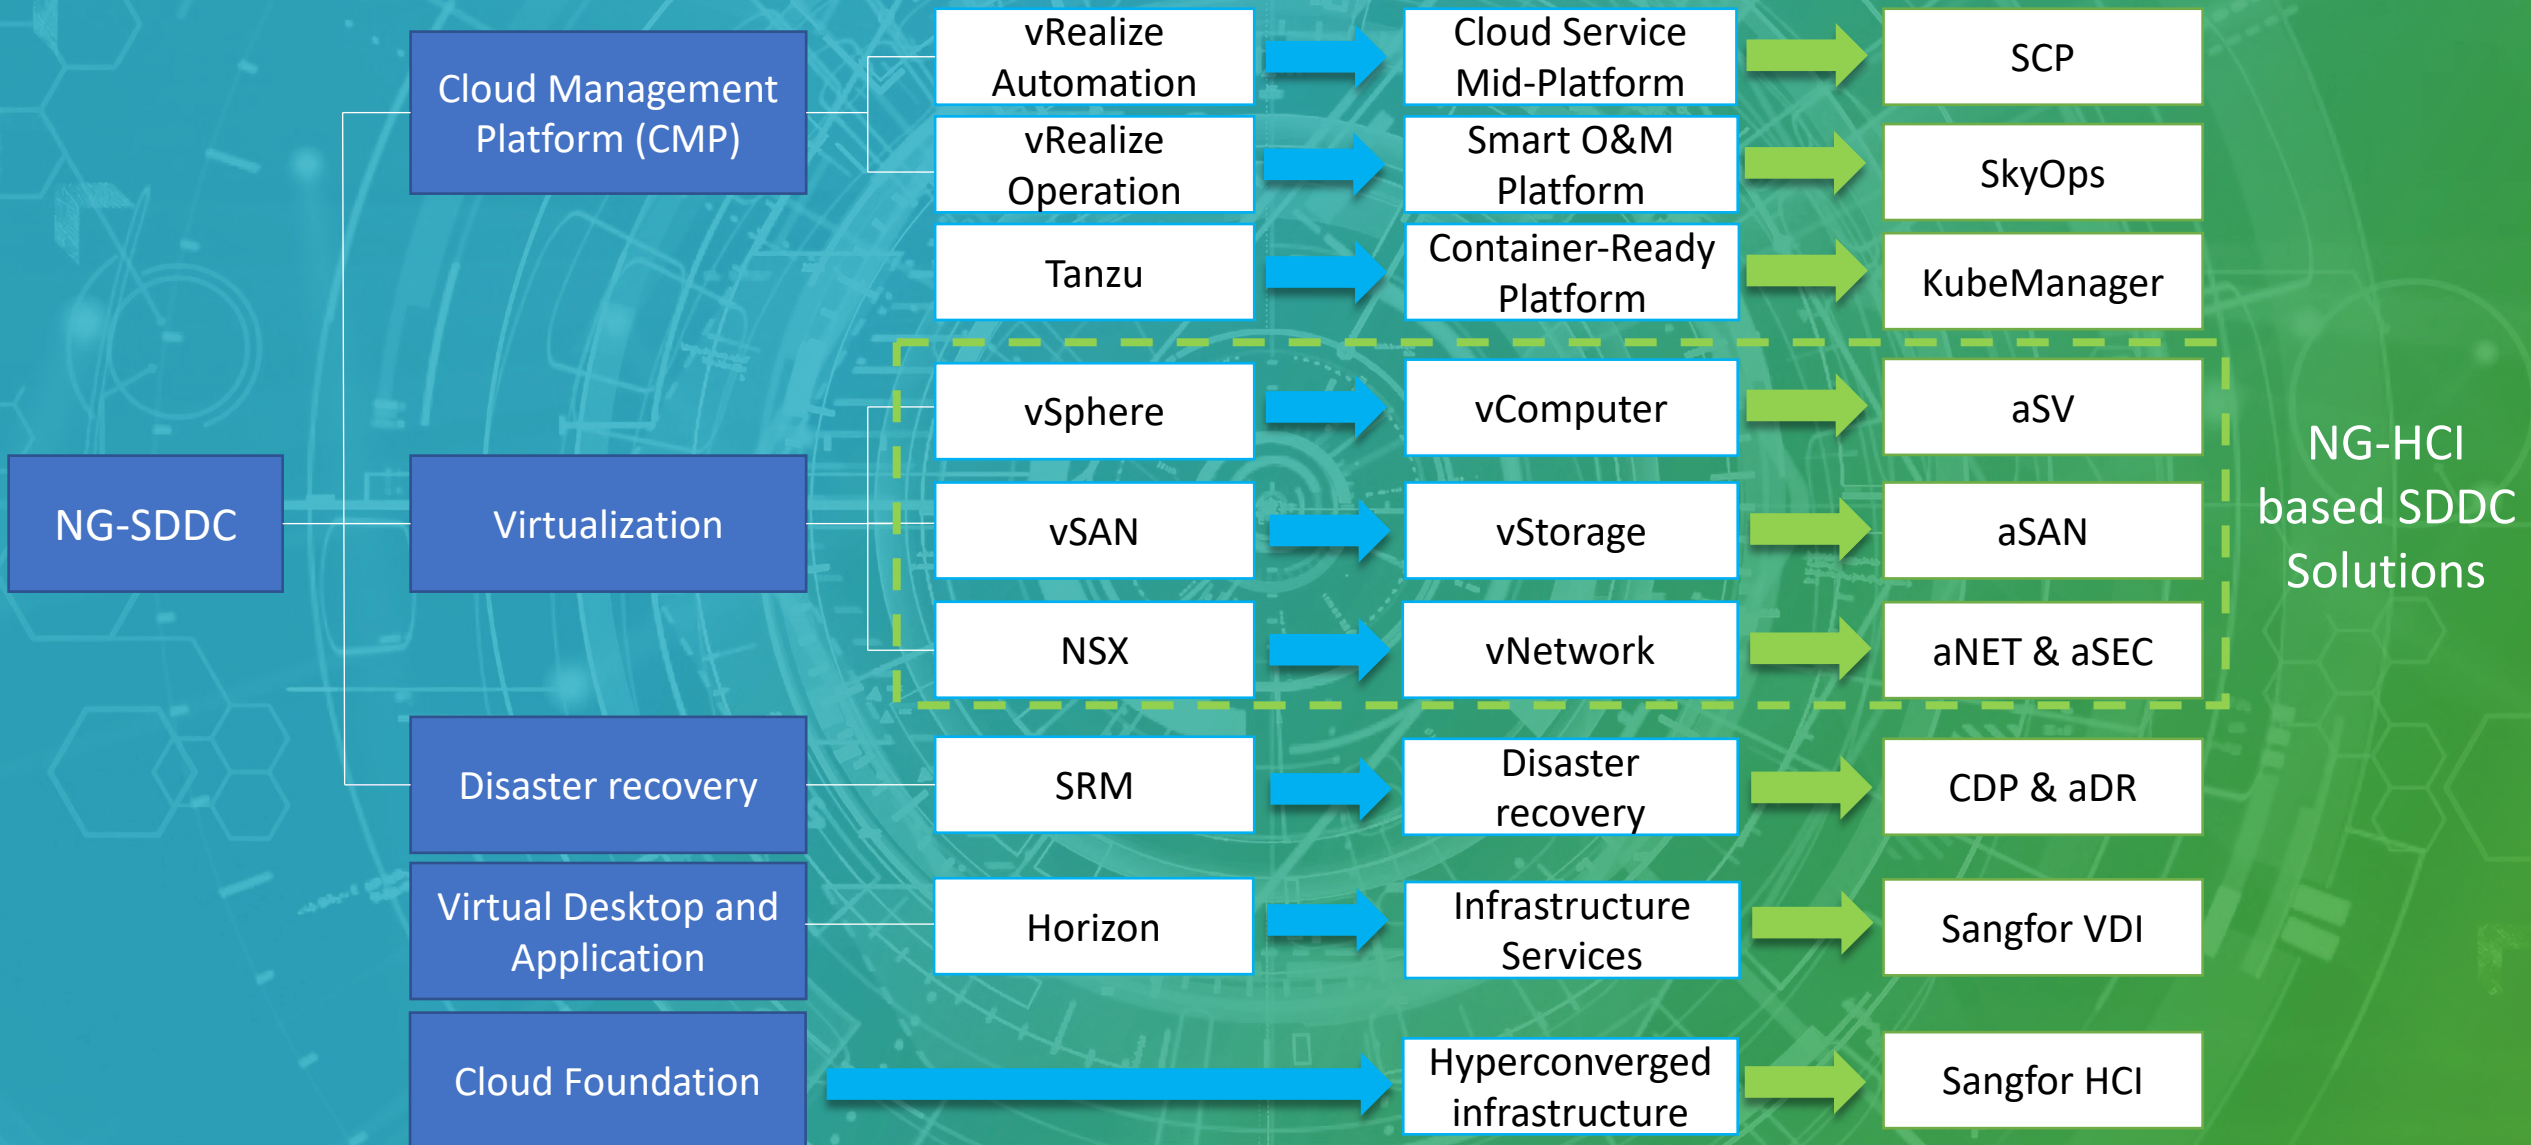 NG-SDDC
Cloud Management
Platform (CMP)
vRealize
Automation
Cloud Service
Mid-Platform
SCP
vRealize
Operation
Smart O&M
Platform
SkyOps
Tanzu
Container-Ready
Platform
KubeManager
Virtualization
vSphere
vComputer
aSV
vSAN
vStorage
aSAN
NSX
vNetwork
aNET & aSEC
NG-HCI
based SDDC
Solutions
Disaster recovery
SRM
Disaster
recovery
CDP & aDR
Virtual Desktop and
Application
Horizon
Infrastructure
Services
Sangfor VDI
Cloud Foundation
Hyperconverged
infrastructure
Sangfor HCI